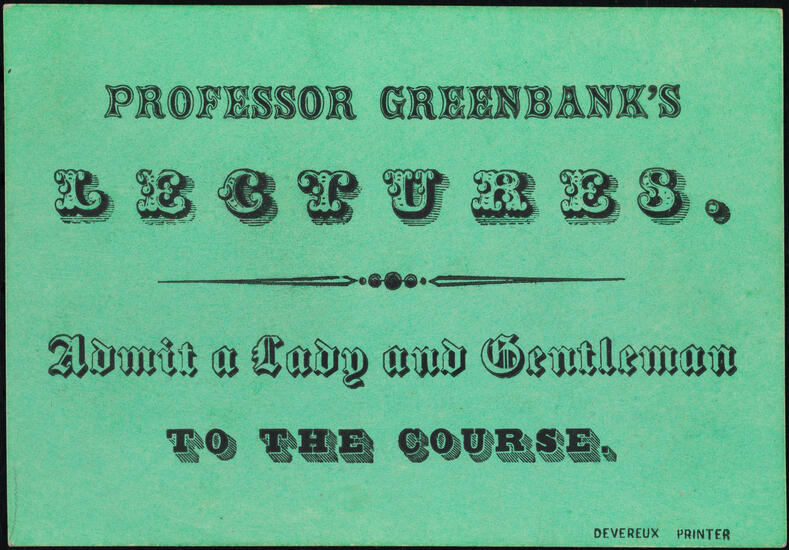 PROFESSOR GREENBANK'S
LECTURES.
Admit a Lady and Gentleman
TO THE COURSE.
DEVEREUX PRINTER